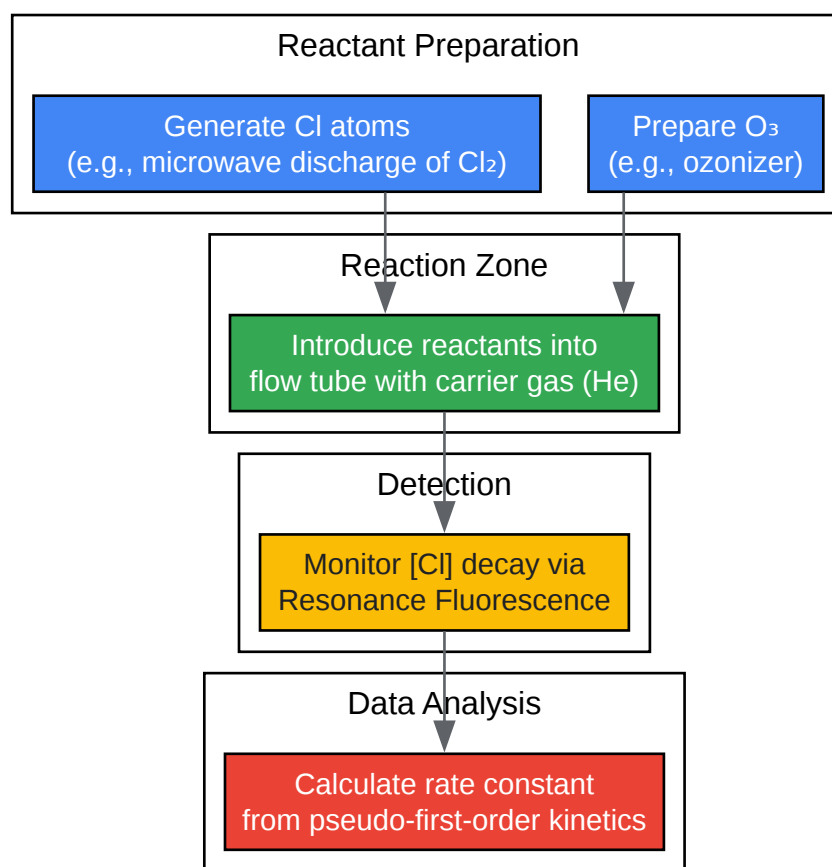 Reactant Preparation
Generate Cl atoms
(e.g., microwave discharge of Cl₂)
Prepare O₃
(e.g., ozonizer)
Reaction Zone
Introduce reactants into
flow tube with carrier gas (He)
Detection
Monitor [Cl] decay via
Resonance Fluorescence
Data Analysis
Calculate rate constant
from pseudo-first-order kinetics